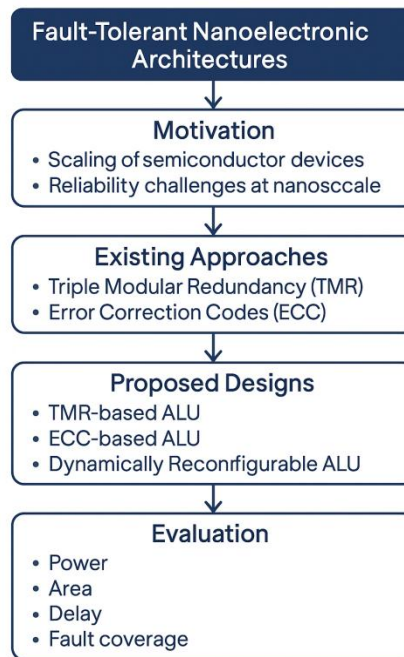 Fault-Tolerant Nanoelectronic
Architectures
Motivation
• Scaling of semiconductor devices
• Reliability challenges at nanosccale
Existing Approaches
• Triple Modular Redundancy (TMR)
• Error Correction Codes (ECC)
Proposed Designs
• TMR-based ALU
• ECC-based ALU
• Dynamically Reconfigurable ALU
Evaluation
• Power
• Area
• Delay
• Fault coverage